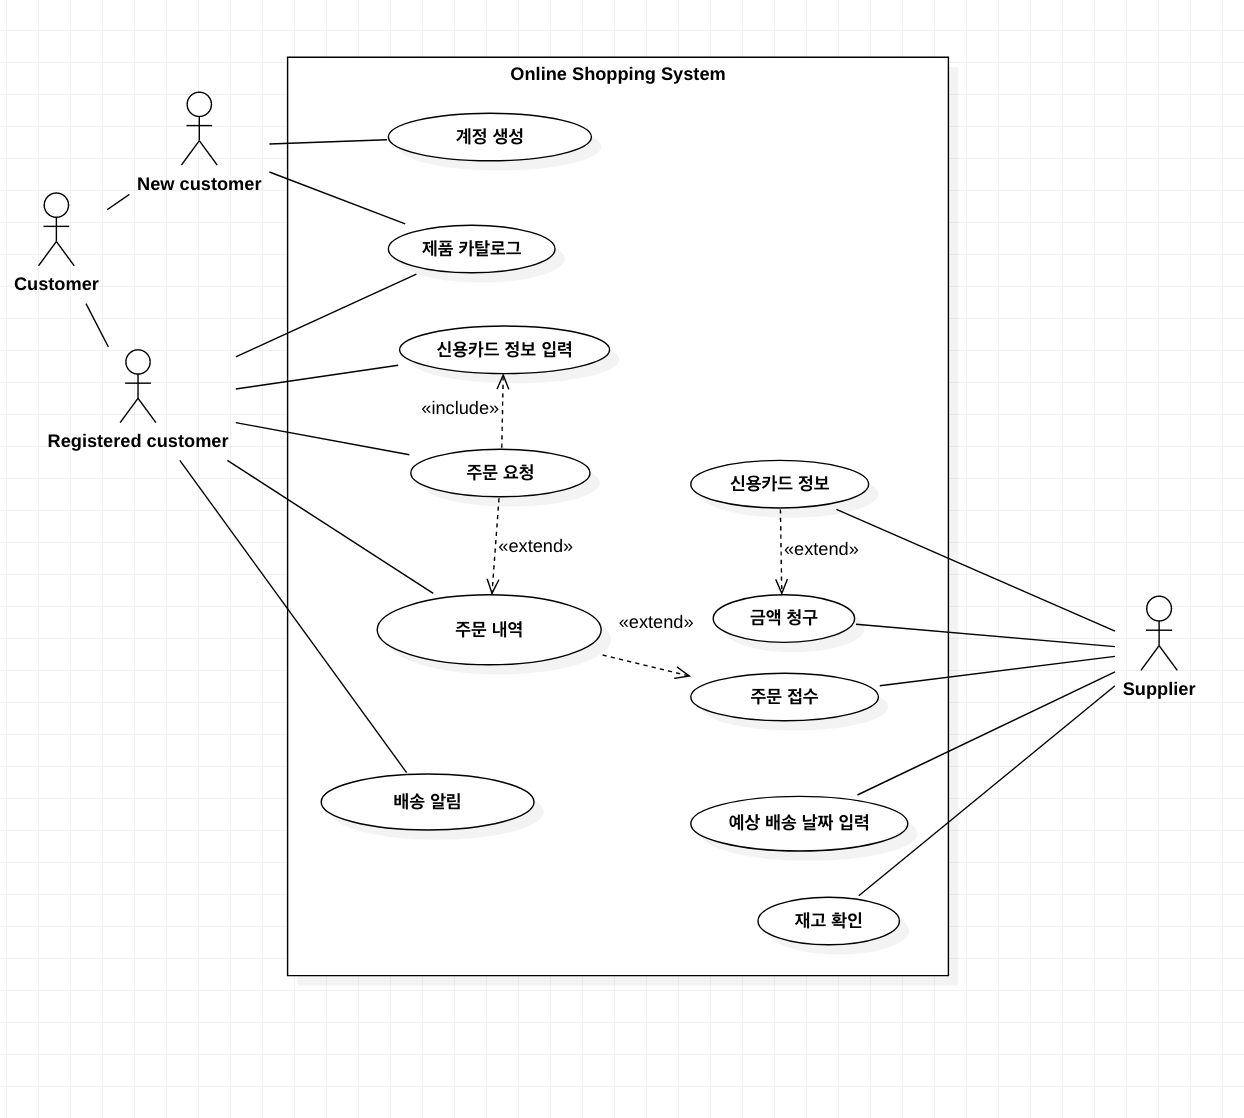 Online Shopping System
계정 생성
New customer
제품 카탈로그
Customer
신용카드 정보 입력
«include»
Registered customer
주문 요청
신용카드 정보
«extend»
«extend»
금액 청구
«extend»
주문 내역
Supplier
주문 접수
배송 알림
예상 배송 날짜 입력
재고 확인